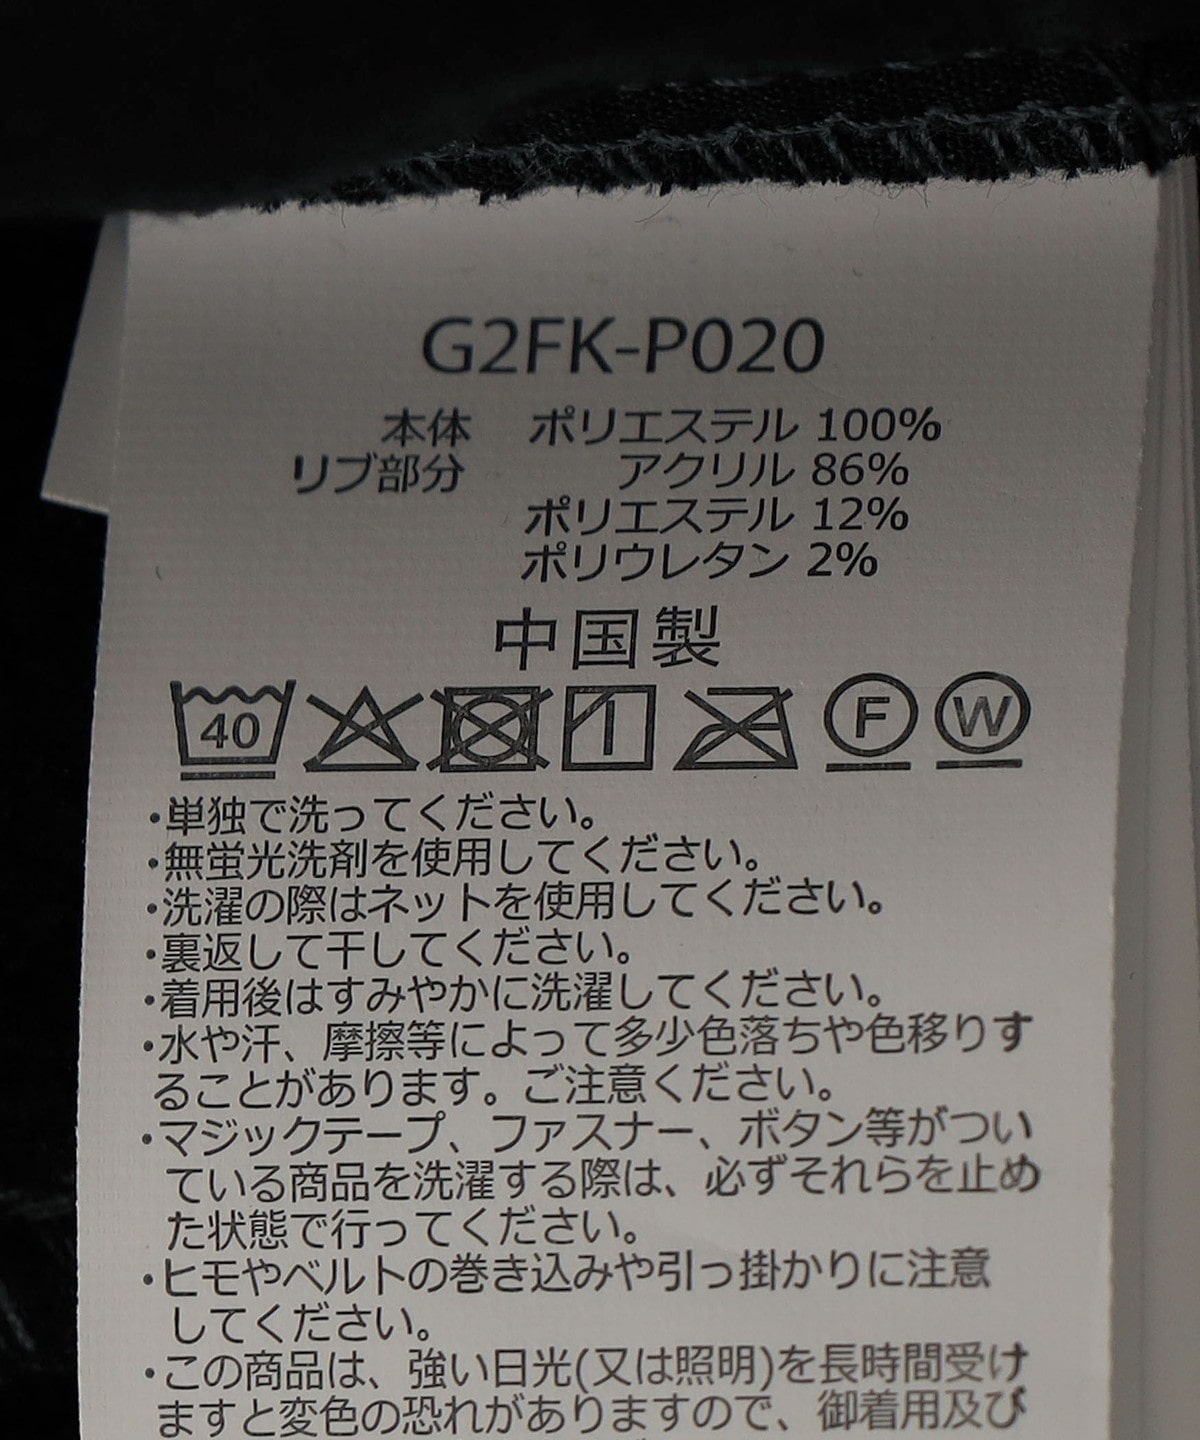 G2FK-P020
本体 ポリエステル 100%
リブ部分 アクリル 86%
ポリエステル 12%
ポリウレタン 2%
中国製
40 F W
・単独で洗ってください。
・無蛍光洗剤を使用してください。
・洗濯の際はネットを使用してください。
・裏返して干してください。
・着用後はすみやかに洗濯してください。
・水や汗、摩擦等によって多少色落ちや色移りす
ることがあります。ご注意ください。
・マジックテープ、ファスナー、ボタン等がつい
ている商品を洗濯する際は、必ずそれらを止め
た状態で行ってください。
・ヒモやベルトの巻き込みや引っ掛かりに注意
してください。
・この商品は、強い日光(又は照明)を長時間受け
ますと変色の恐れがありますので、御着用及び